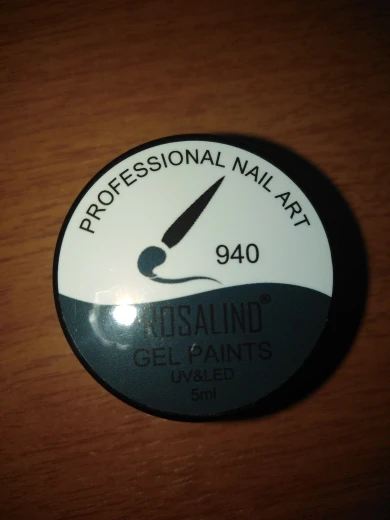 PROFESSIONAL NAIL ART
940
ROSALIND®
GEL PAINTS
UV&LED
5ml